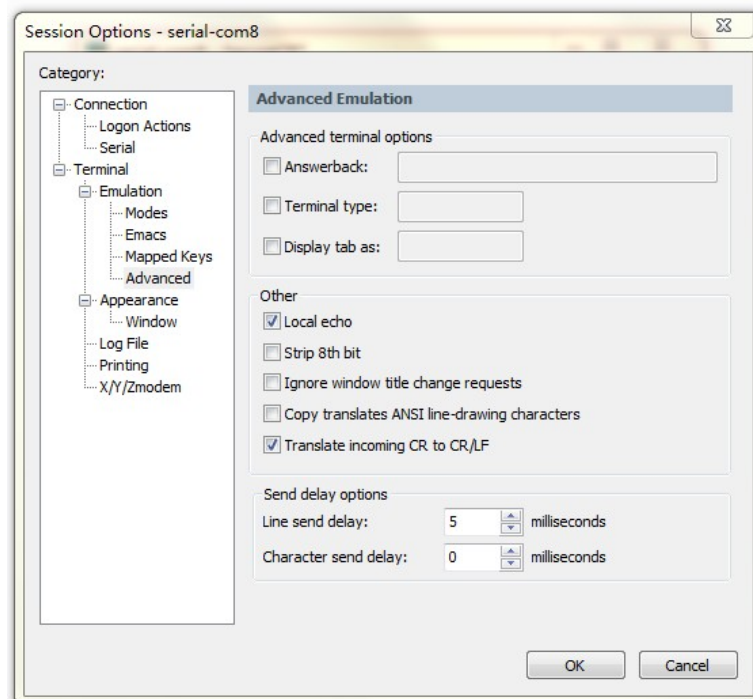 Session Options - serial-com8
Category:
Connection
Logon Actions
Serial
Terminal
Emulation
Modes
Emacs
Mapped Keys
Advanced
Appearance
Window
Log File
Printing
X/Y/Zmodem
Advanced Emulation
Advanced terminal options
Answerback:
Terminal type:
Display tab as:
Other
Local echo
Strip 8th bit
Ignore window title change requests
Copy translates ANSI line-drawing characters
Translate incoming CR to CR/LF
Send delay options
Line send delay: 5 milliseconds
Character send delay: 0 milliseconds
OK Cancel